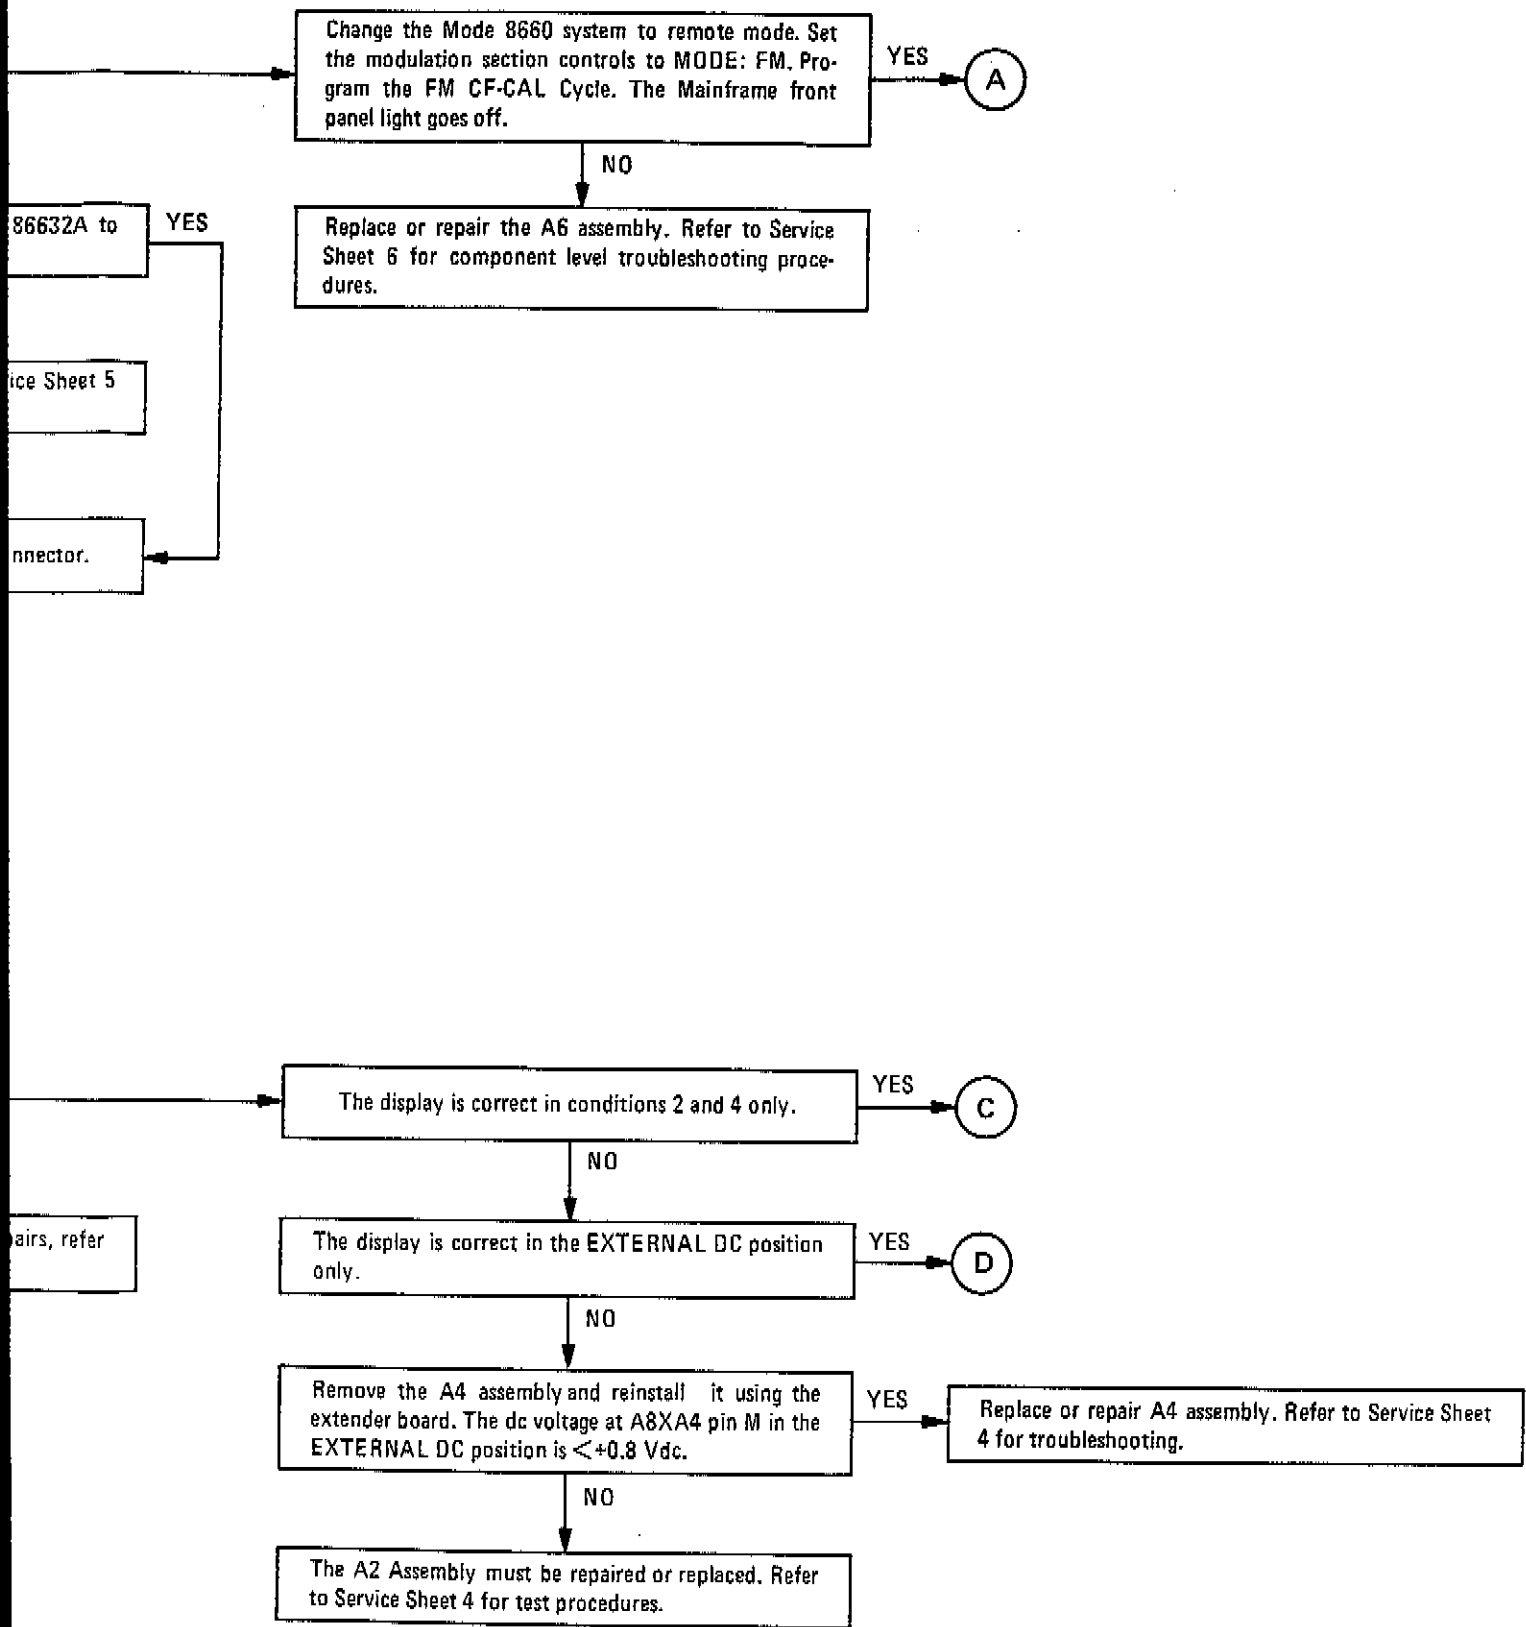 Change the Mode 8660 system to remote mode. Set
the modulation section controls to MODE: FM. Pro-
gram the FM CF-CAL Cycle. The Mainframe front
panel light goes off.
YES
A
NO
Replace or repair the A6 assembly. Refer to Service
Sheet 6 for component level troubleshooting proce-
dures.
86632A to
YES
ice Sheet 5
nnector.
The display is correct in conditions 2 and 4 only.
YES
C
NO
airs, refer
The display is correct in the EXTERNAL DC position
only.
YES
D
NO
Remove the A4 assembly and reinstall it using the
extender board. The dc voltage at A8XA4 pin M in the
EXTERNAL DC position is <+0.8 Vdc.
YES
Replace or repair A4 assembly. Refer to Service Sheet
4 for troubleshooting.
NO
The A2 Assembly must be repaired or replaced. Refer
to Service Sheet 4 for test procedures.